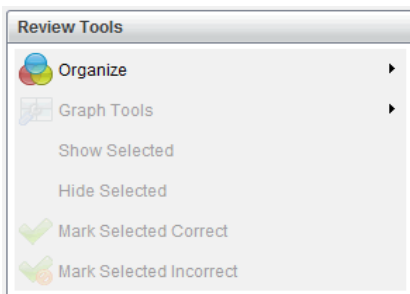 Review Tools
Organize
Graph Tools
Show Selected
Hide Selected
Mark Selected Correct
Mark Selected Incorrect